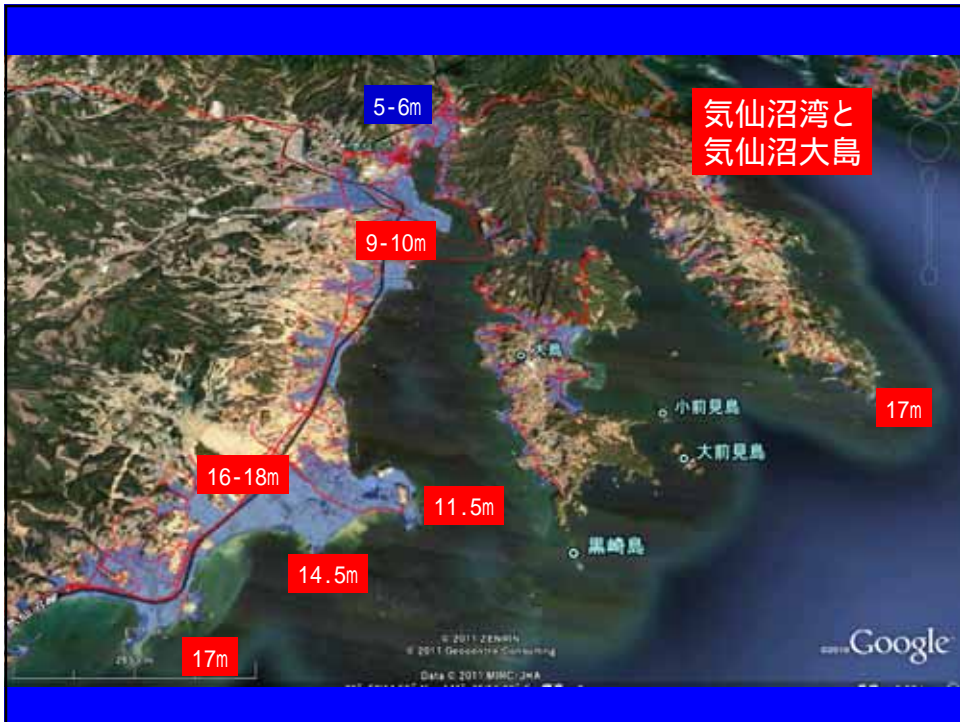 5-6m
気仙沼湾と
気仙沼大島
9-10m
大島
小前見島
17m
大前見島
16-18m
11.5m
黒崎島
14.5m
© 2011 ZENRIN
© 2011 Geocentre Consulting
17m
Google
Data © 2011 MIRC/JHA